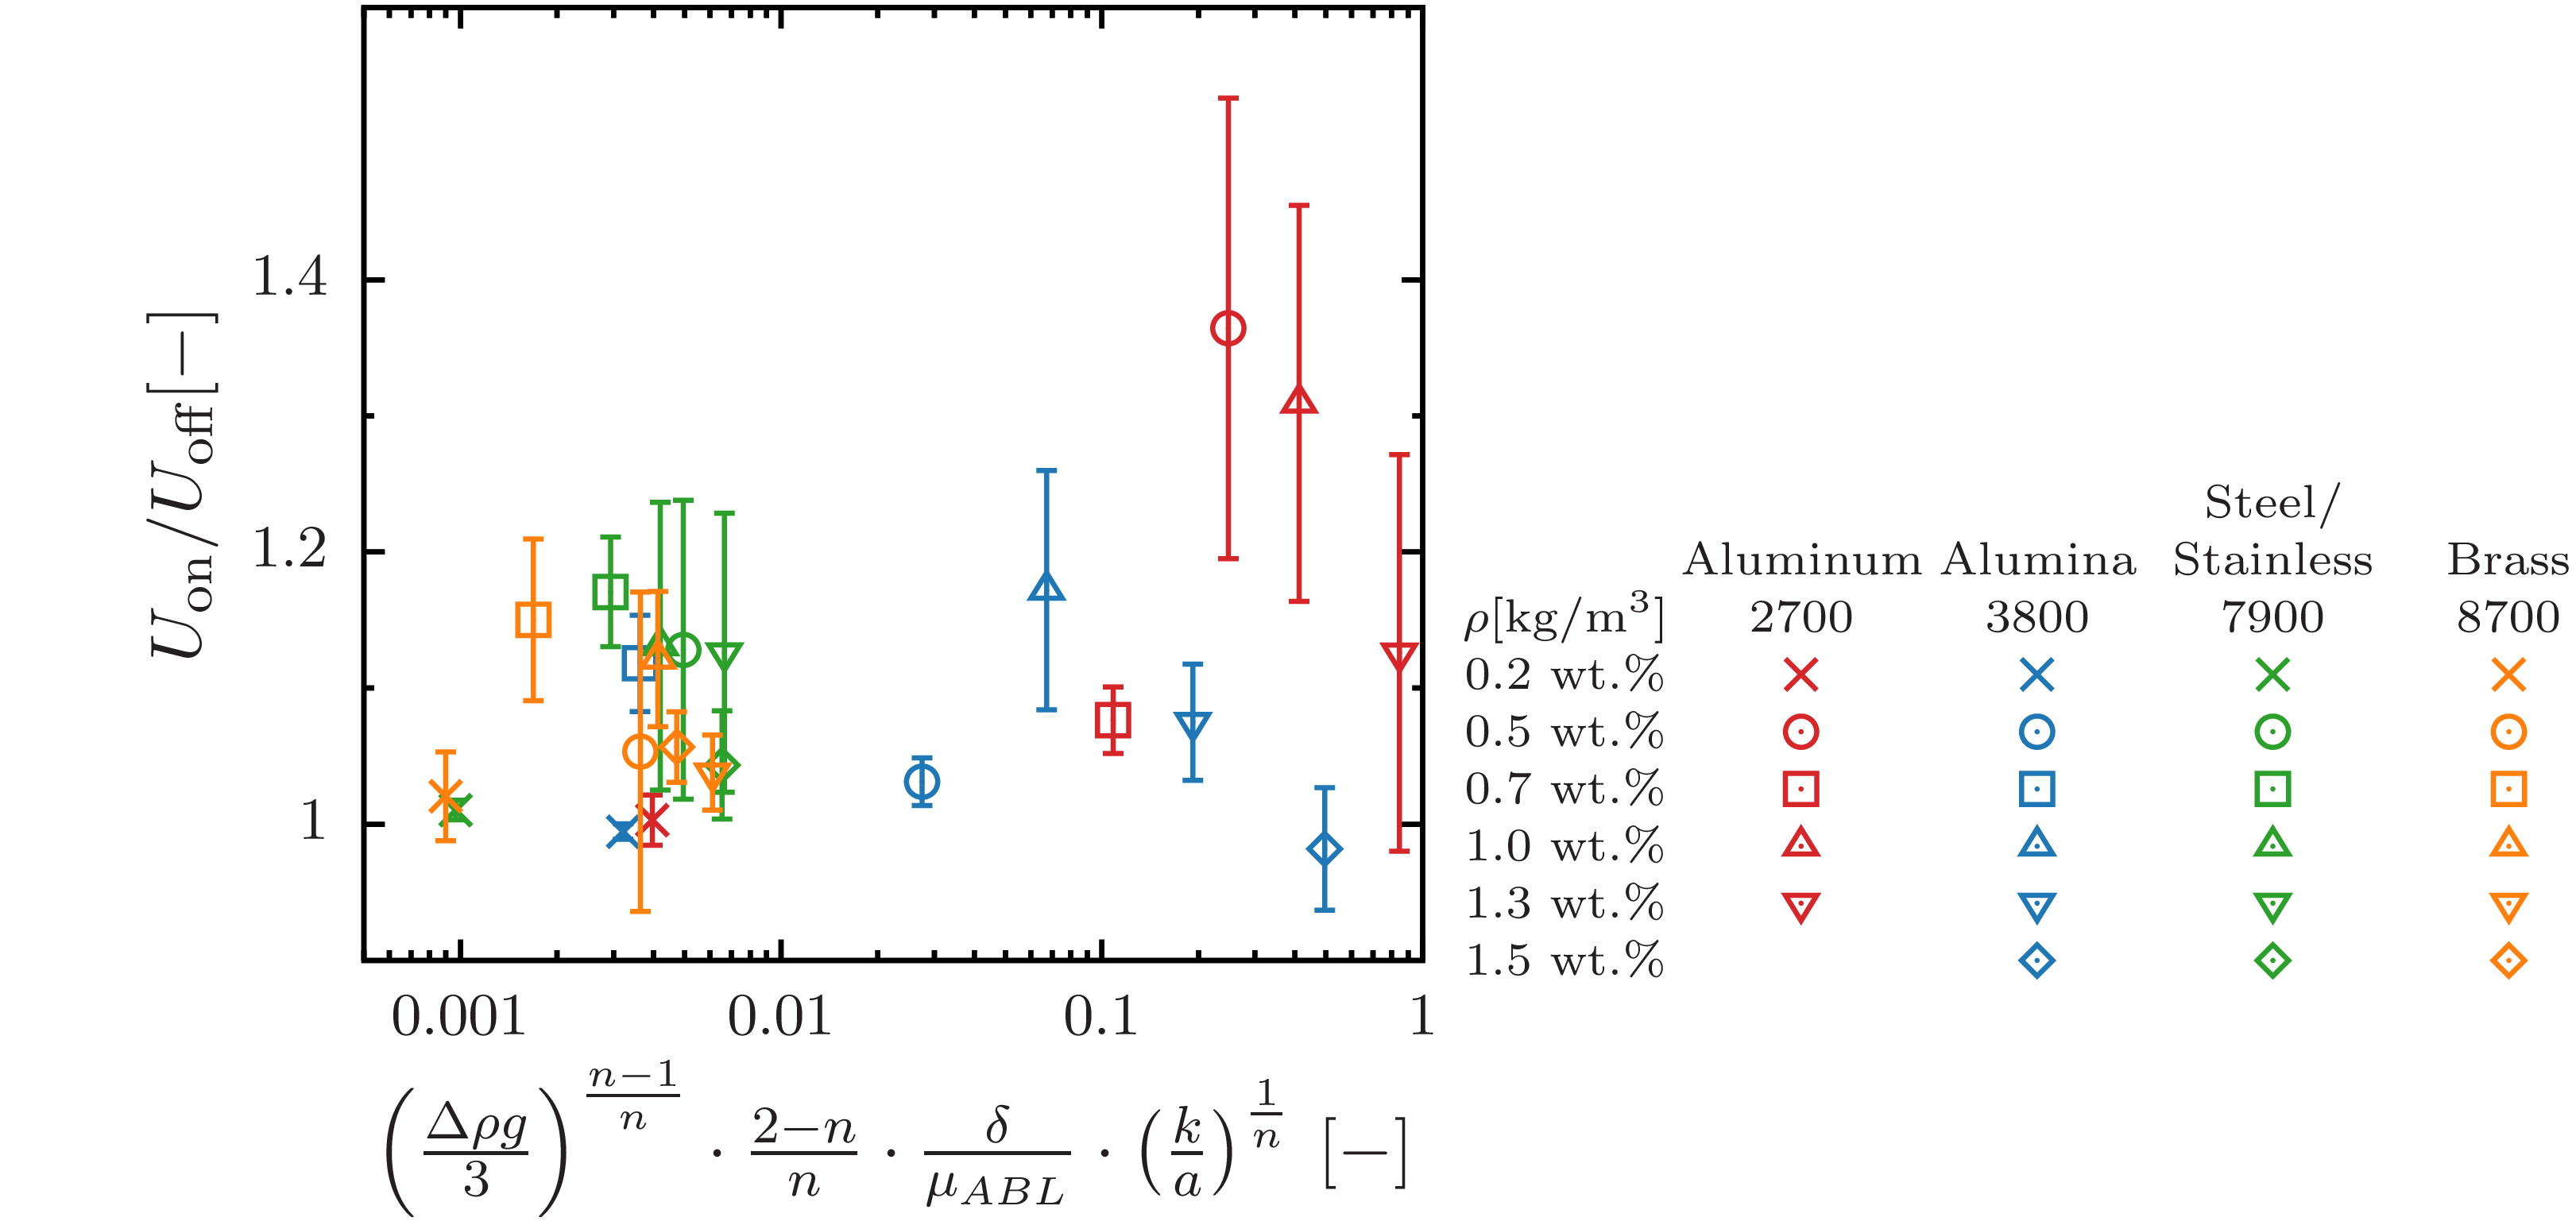 1.4
1.2
1
U_on/U_off[−]
0.001 0.01 0.1 1
(Δρg/3)^{(n−1)/n} · (2−n)/n · δ/μ_ABL · (k/a)^{1/n} [−]
Steel/
Aluminum Alumina Stainless Brass
ρ[kg/m³] 2700 3800 7900 8700
0.2 wt.%
0.5 wt.%
0.7 wt.%
1.0 wt.%
1.3 wt.%
1.5 wt.%